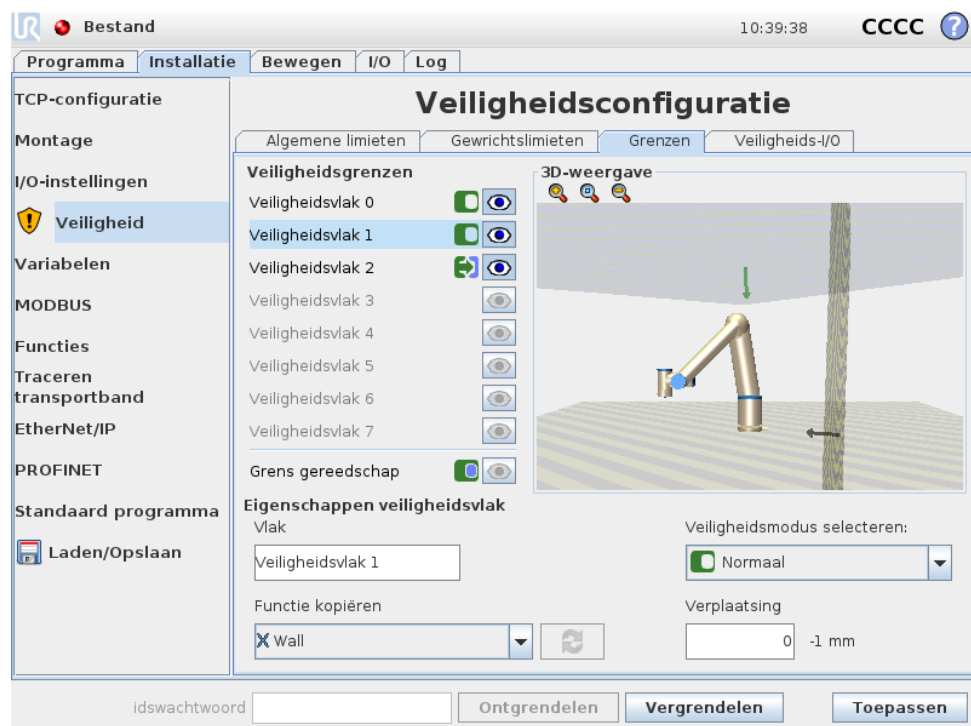 UR Bestand 10:39:38 CCCC ?
Programma Installatie Bewegen I/O Log
TCP-configuratie
Montage
I/O-instellingen
Veiligheid
Variabelen
MODBUS
Functies
Traceren
transportband
EtherNet/IP
PROFINET
Standaard programma
Laden/Opslaan
Veiligheidsconfiguratie
Algemene limieten Gewrichtslimieten Grenzen Veiligheids-I/O
Veiligheidsgrenzen
Veiligheidsvlak 0
Veiligheidsvlak 1
Veiligheidsvlak 2
Veiligheidsvlak 3
Veiligheidsvlak 4
Veiligheidsvlak 5
Veiligheidsvlak 6
Veiligheidsvlak 7
Grens gereedschap
3D-weergave
Eigenschappen veiligheidsvlak
Vlak
Veiligheidsvlak 1
Functie kopiëren
Wall
Veiligheidsmodus selecteren:
Normaal
Verplaatsing
0 -1 mm
idswachtwoord Ontgrendelen Vergrendelen Toepassen